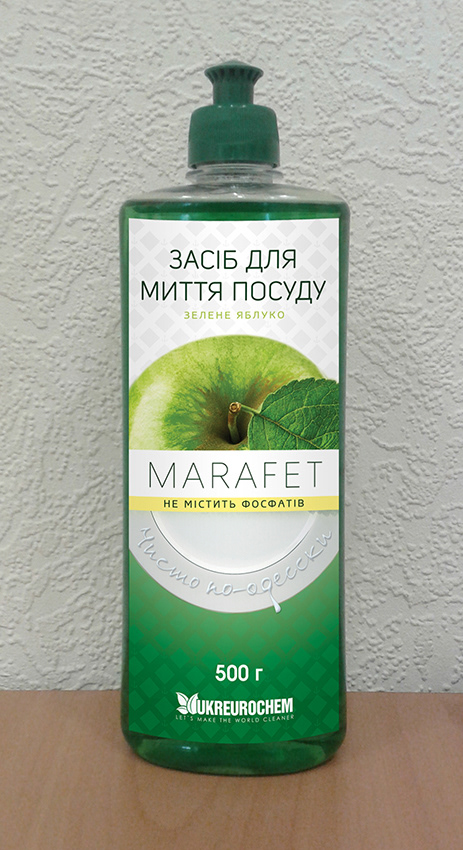 ЗАСІБ ДЛЯ
МИТТЯ ПОСУДУ
ЗЕЛЕНЕ ЯБЛУКО
MARAFET
НЕ МІСТИТЬ ФОСФАТІВ
Чисто по-одесски
500 г
UKREUROCHEM
LET'S MAKE THE WORLD CLEANER